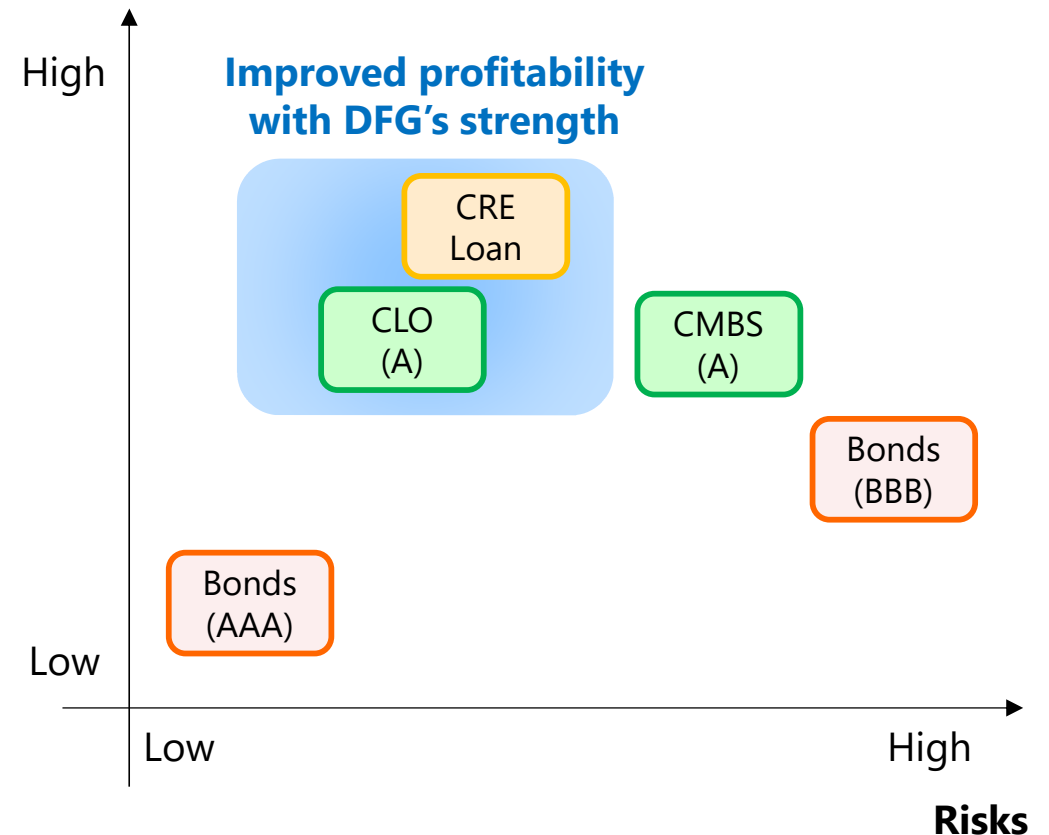 High
Improved profitability
with DFG's strength
CRE
Loan
CLO
(A)
CMBS
(A)
Bonds
(BBB)
Bonds
(AAA)
Low
Low
High
Risks